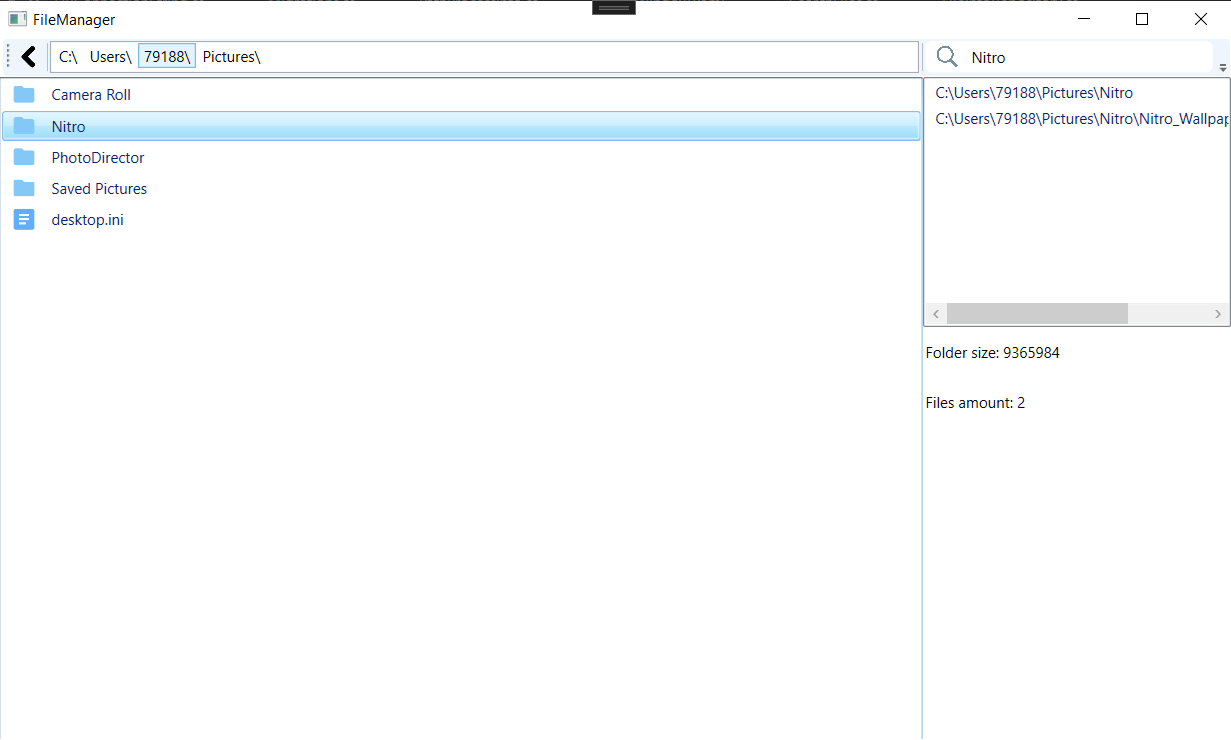 FileManager
C:\ Users\ 79188\ Pictures\
Nitro
Camera Roll
Nitro
PhotoDirector
Saved Pictures
desktop.ini
C:\Users\79188\Pictures\Nitro
C:\Users\79188\Pictures\Nitro\Nitro_Wallpap
Folder size: 9365984
Files amount: 2